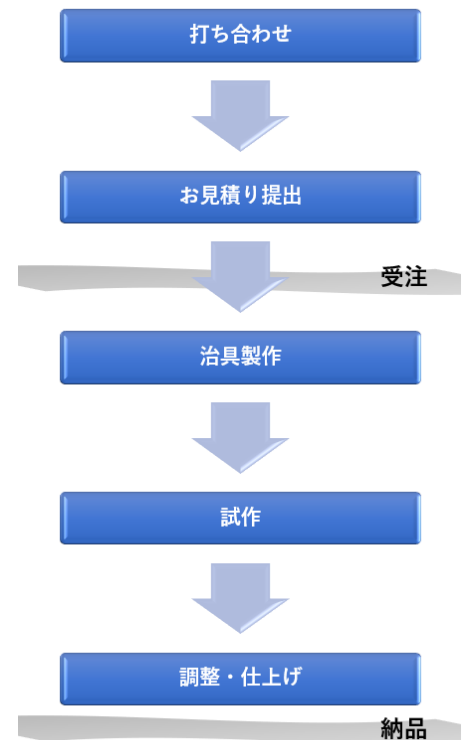 打ち合わせ
お見積り提出
受注
治具製作
試作
調整・仕上げ
納品